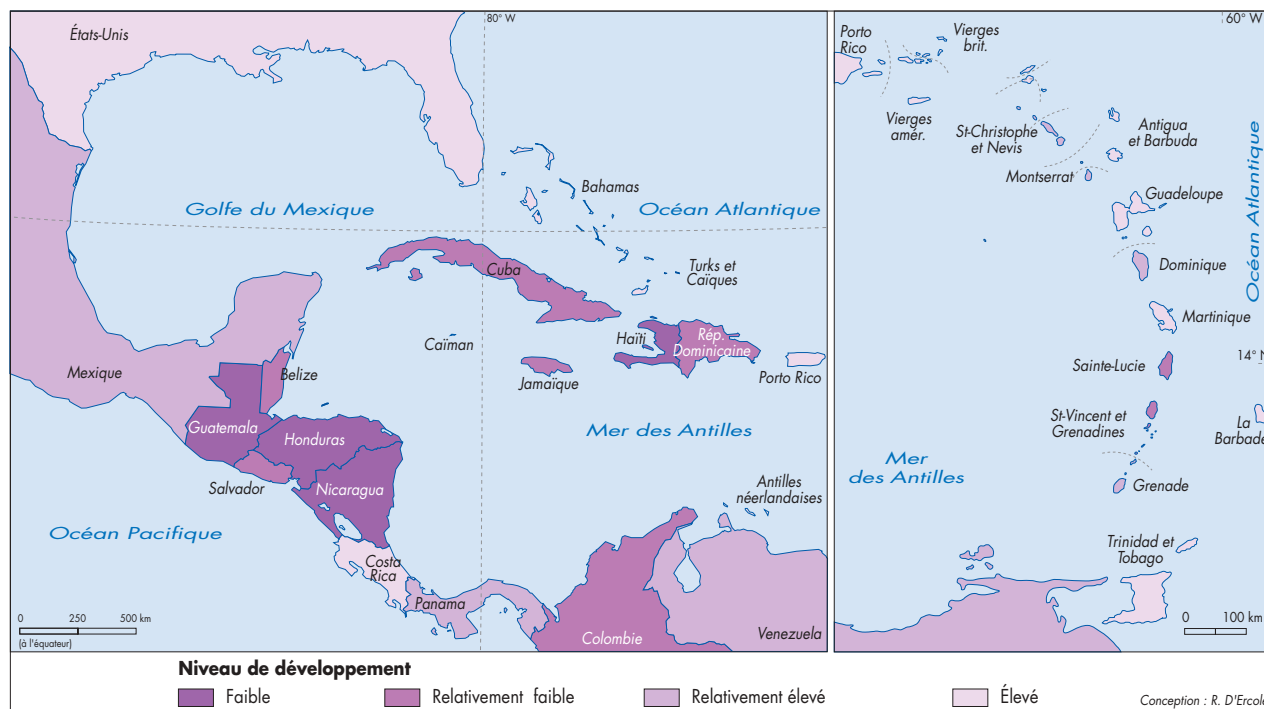 80° W
États-Unis
Bahamas
Golfe du Mexique
Océan Atlantique
Cuba
Turks et
Caïques
Caïman
Haïti
Rép.
Dominicaine
Mexique
Belize
Jamaïque
Porto Rico
Guatemala
Honduras
Mer des Antilles
Salvador
Nicaragua
Antilles
néerlandaises
Océan Pacifique
Costa
Rica
Panama
Colombie
Venezuela
0 250 500 km
(à l'équateur)
60° W
Porto
Rico
Vierges
brit.
Vierges
amér.
St-Christophe
et Nevis
Antigua
et Barbuda
Montserrat
Guadeloupe
Océan Atlantique
Dominique
Martinique
14° N
Sainte-Lucie
St-Vincent et
Grenadines
La
Barbade
Mer
des Antilles
Grenade
Trinidad et
Tobago
0 100 km
Niveau de développement
Faible
Relativement faible
Relativement élevé
Élevé
Conception : R. D'Ercole